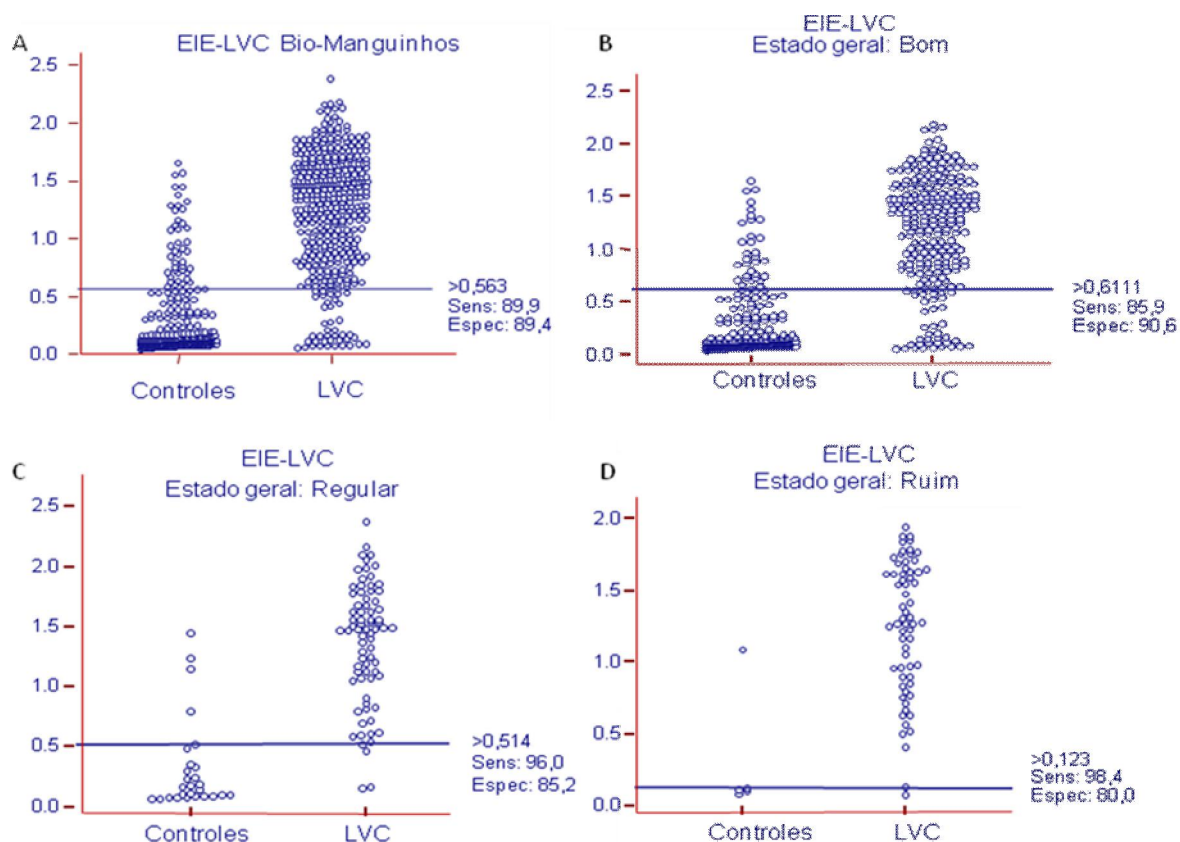 A
EIE-LVC Bio-Manguinhos
2.5
2.0
1.5
1.0
0.5
0.0
>0,563
Sens: 89,9
Espec: 89,4
Controles
LVC
B
EIE-LVC
Estado geral: Bom
2.5
2.0
1.5
1.0
0.5
0.0
>0,6111
Sens: 85,9
Espec: 90,6
Controles
LVC
C
EIE-LVC
Estado geral: Regular
2.5
2.0
1.5
1.0
0.5
0.0
>0,514
Sens: 96,0
Espec: 85,2
Controles
LVC
D
EIE-LVC
Estado geral: Ruim
2.0
1.5
1.0
0.5
0.0
>0,123
Sens: 98,4
Espec: 80,0
Controles
LVC